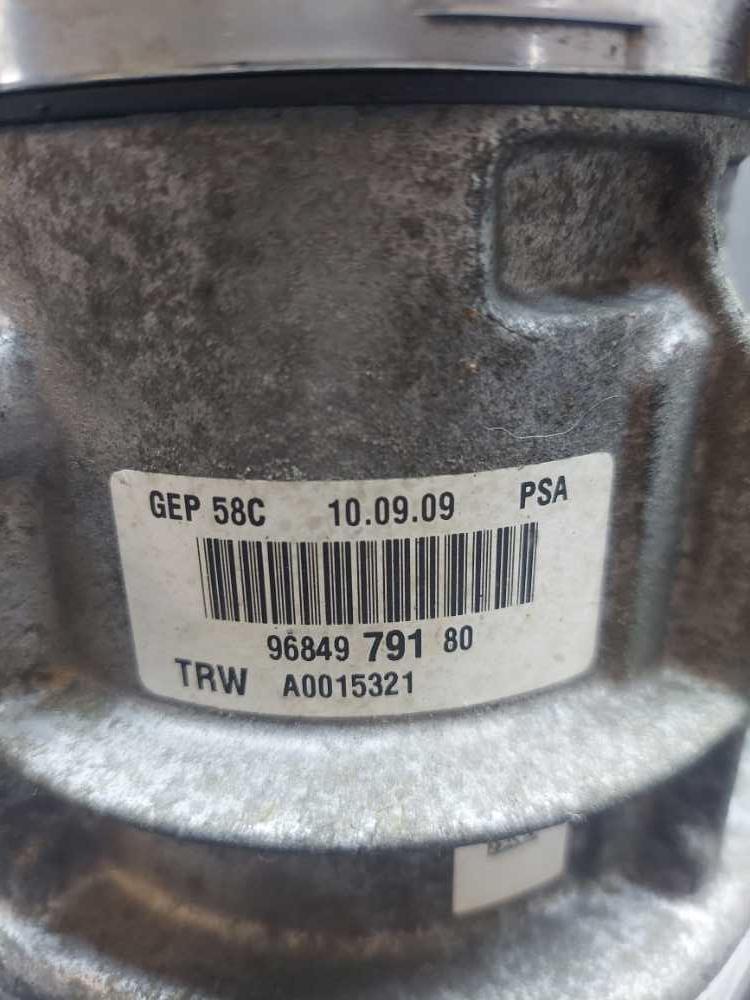 GEP 58C 10.09.09 PSA
96849 791 80
TRW A0015321